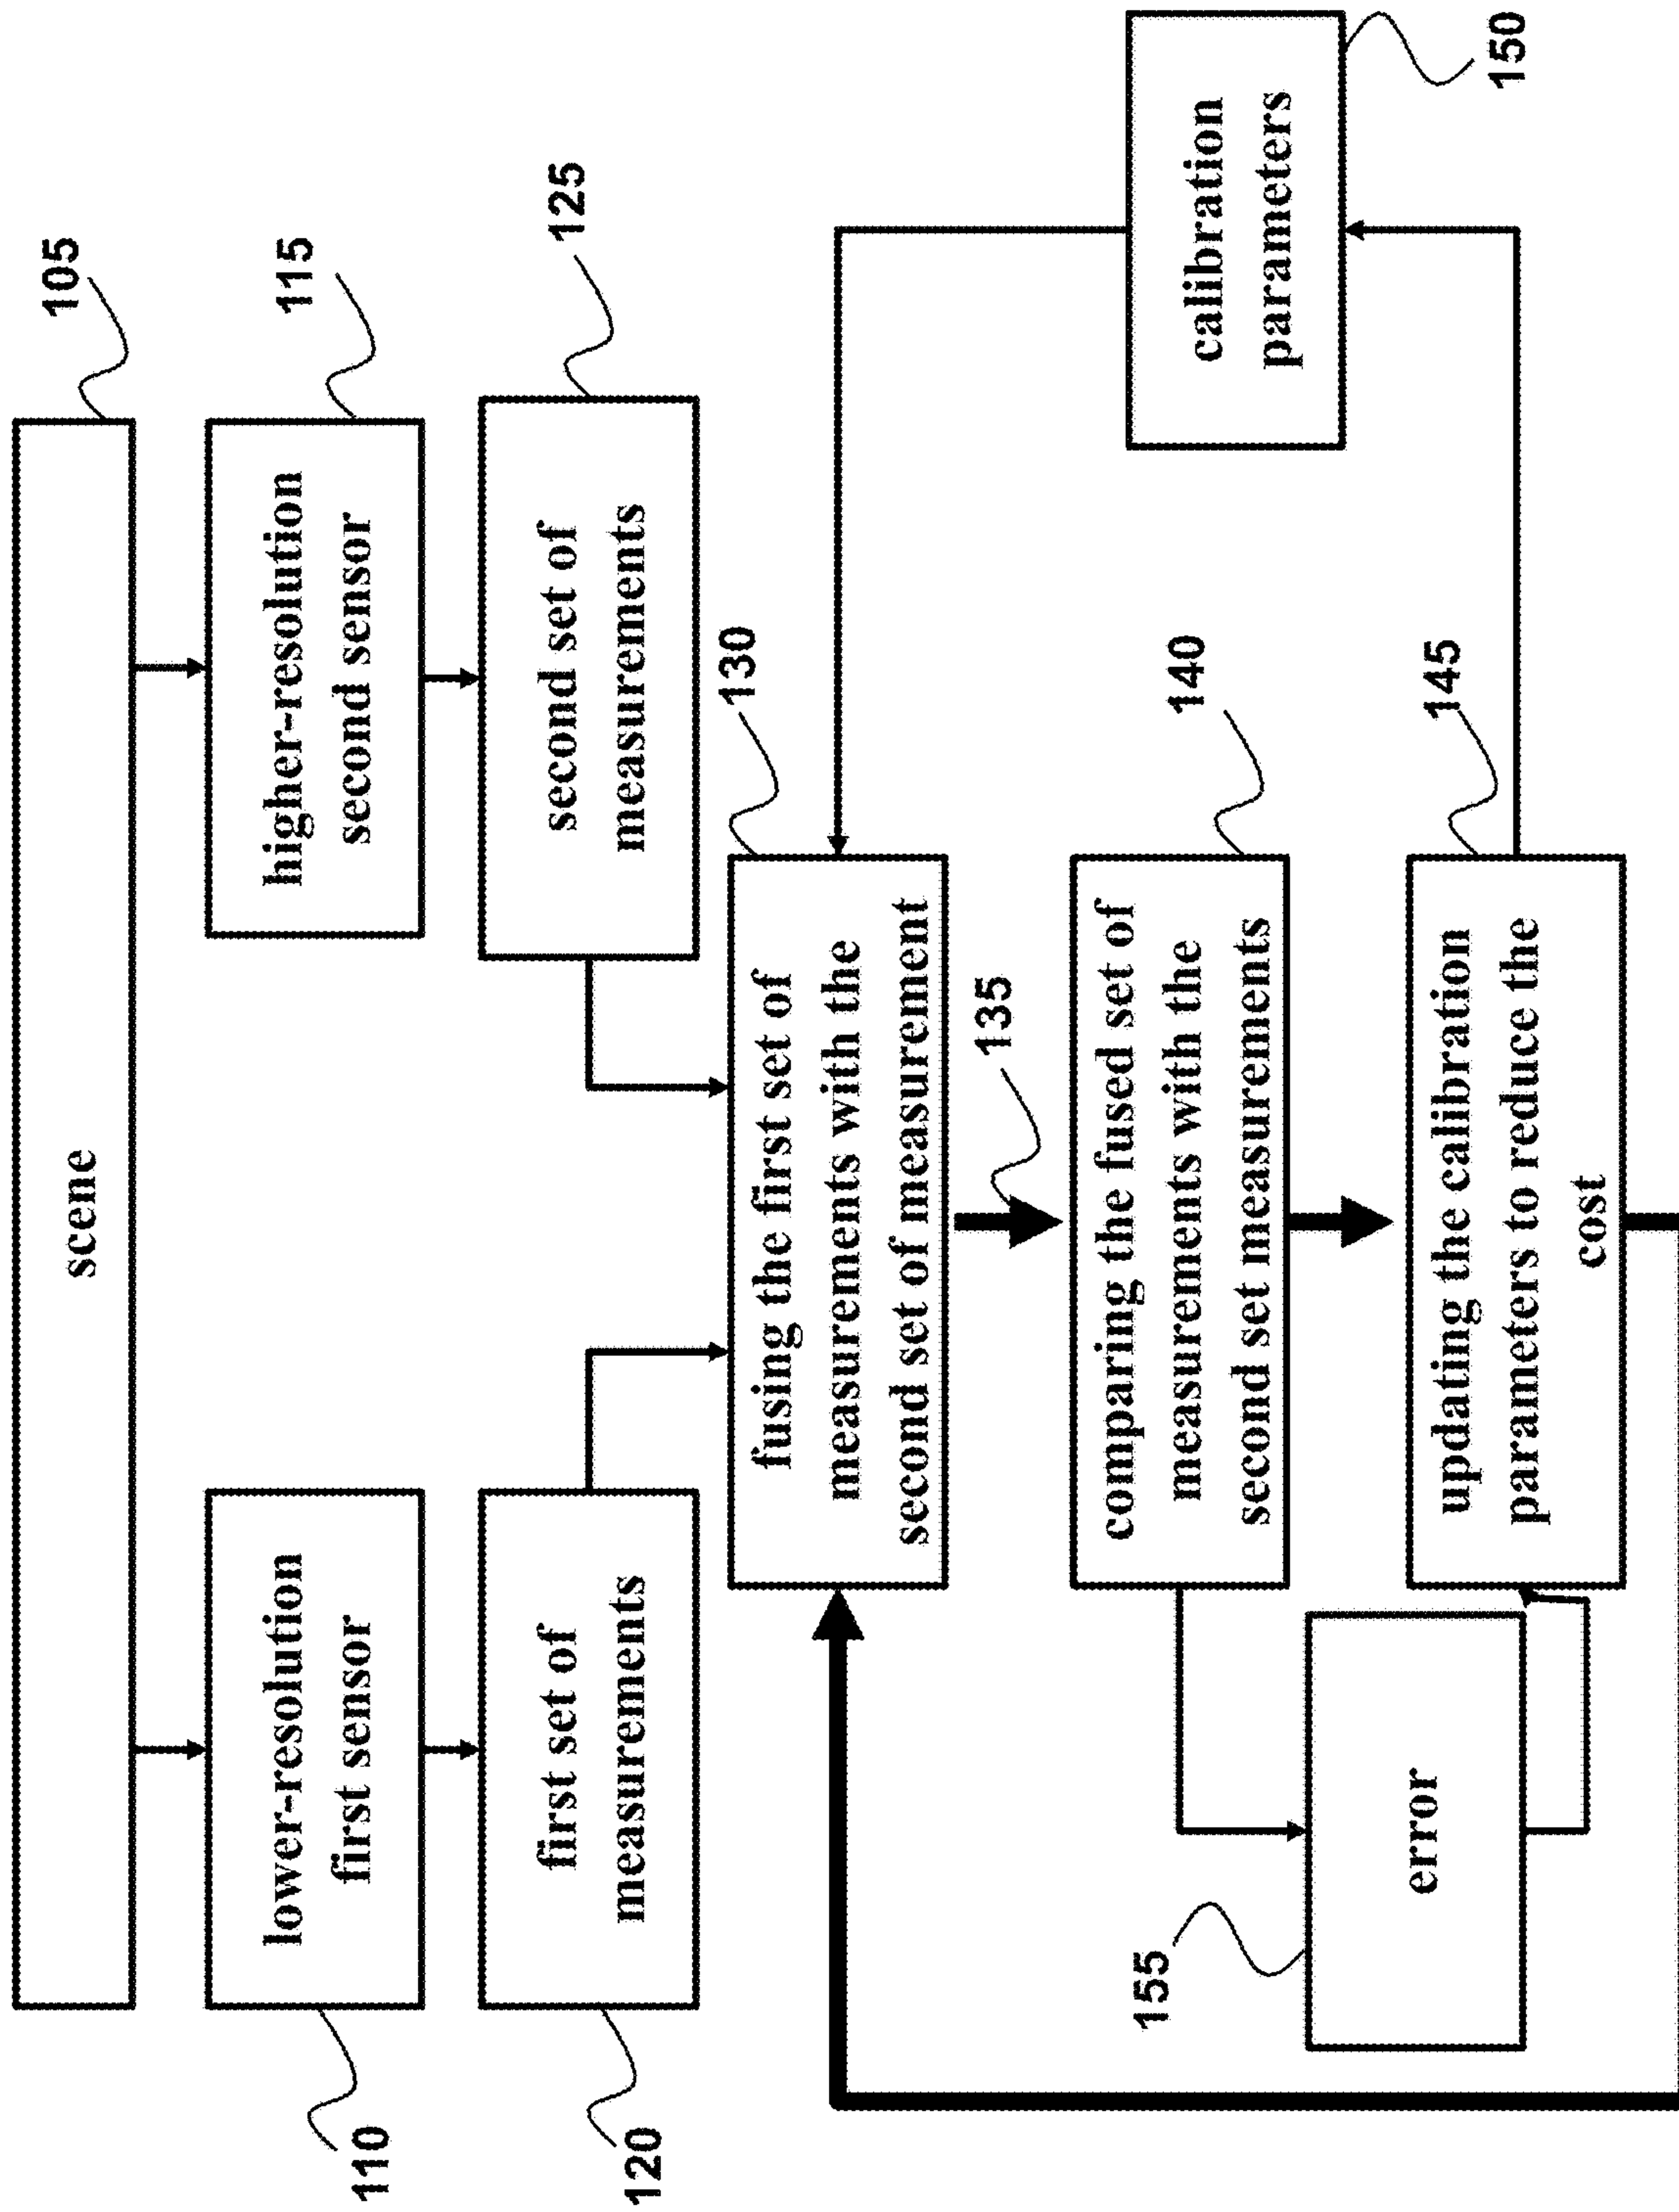 scene
105
lower-resolution
first sensor
110
higher-resolution
second sensor
115
first set of
measurements
120
second set of
measurements
125
fusing the first set of
measurements with the
second set of measurement
130
135
comparing the fused set of
measurements with the
second set measurements
140
calibration
parameters
150
error
155
updating the calibration
parameters to reduce the
cost
145